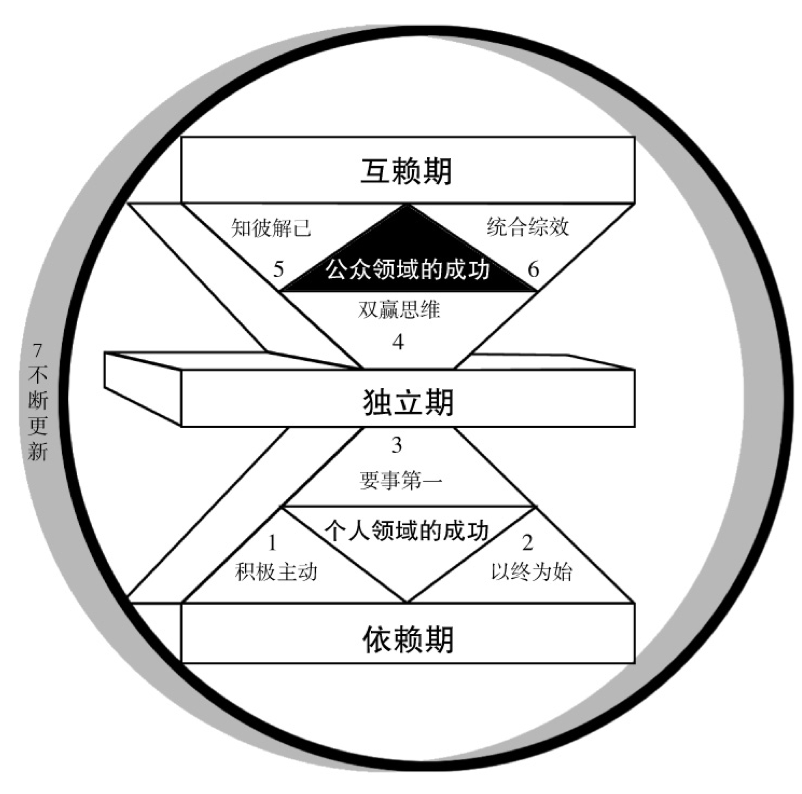 互赖期
知彼解己
统合综效
5
公众领域的成功
6
双赢思维
4
7
不断更新
独立期
3
要事第一
个人领域的成功
1
2
积极主动
以终为始
依赖期